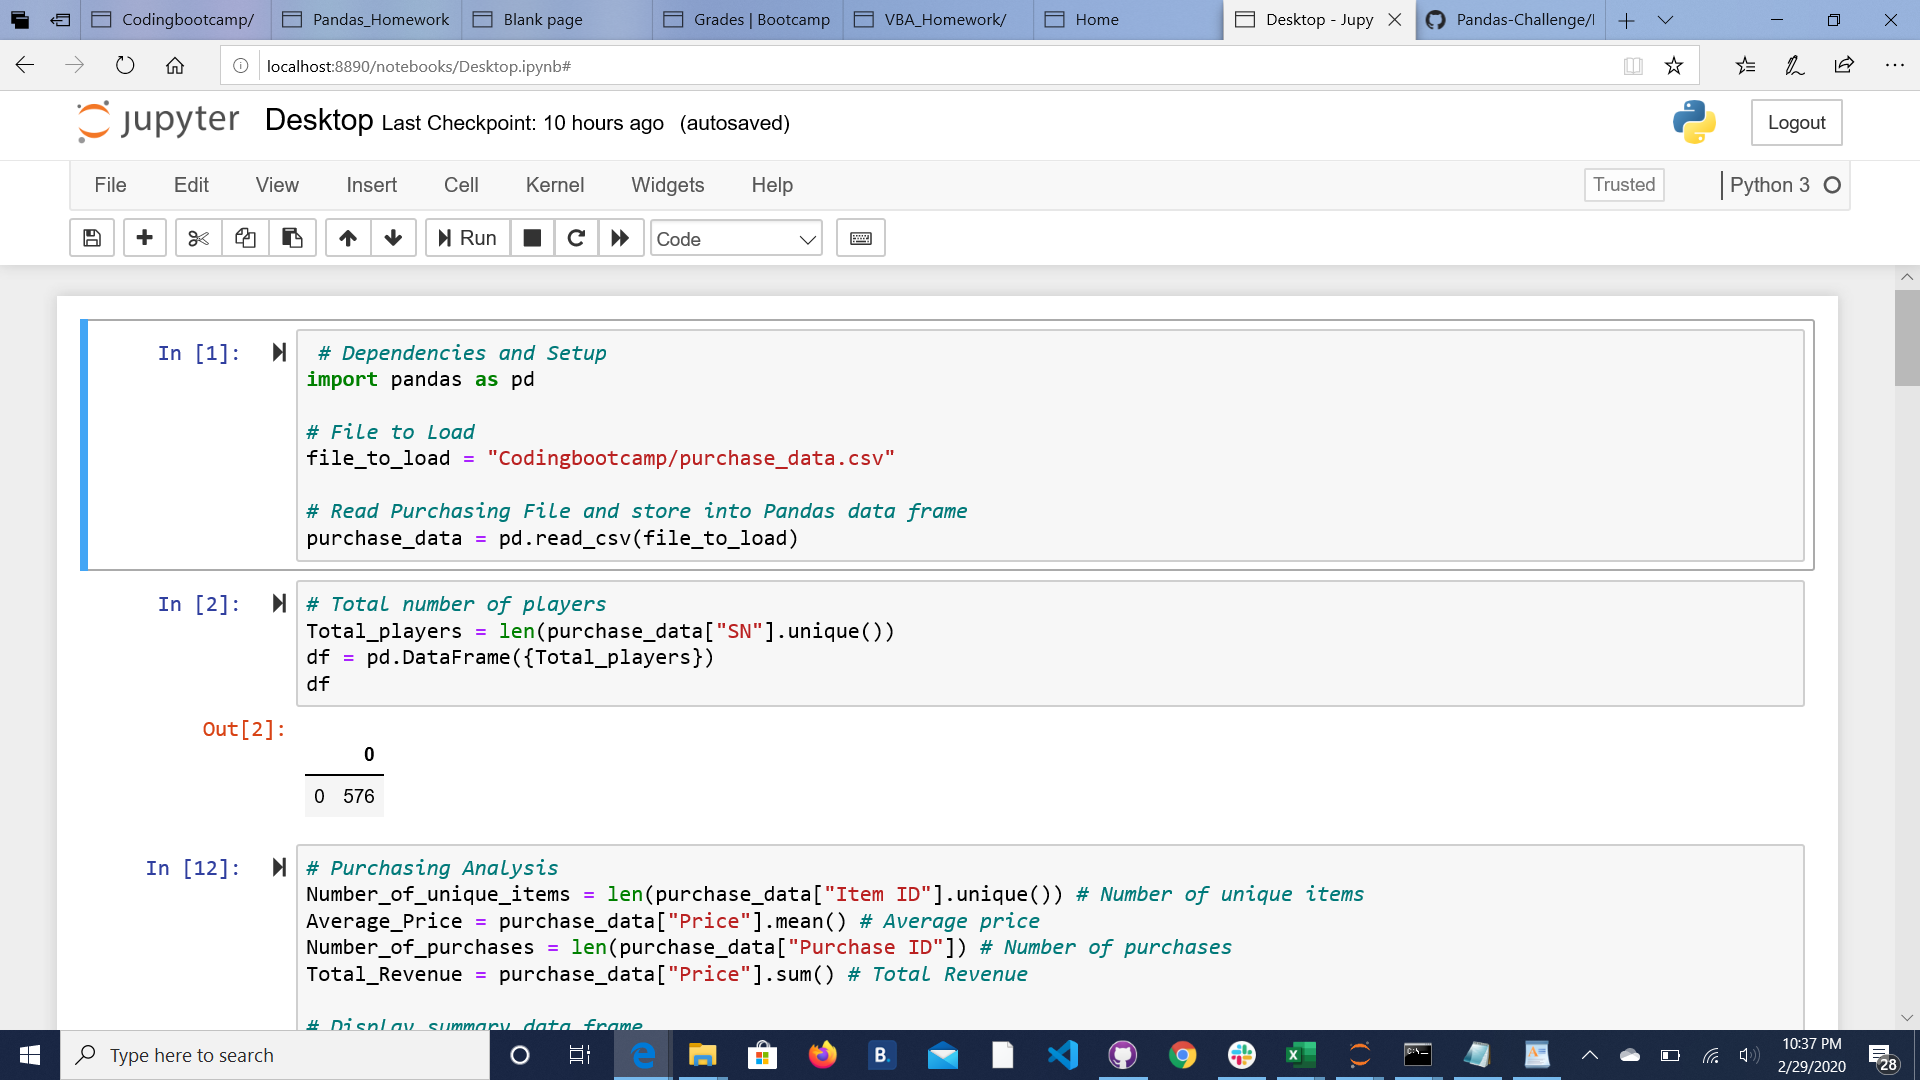 Codingbootcamp/
Pandas_Homework
Blank page
Grades | Bootcamp
VBA_Homework/
Home
Desktop - Jupy
Pandas-Challenge/
localhost:8890/notebooks/Desktop.ipynb#
jupyter Desktop Last Checkpoint: 10 hours ago (autosaved)
Logout
File Edit View Insert Cell Kernel Widgets Help
Trusted
Python 3
Run
Code
In [1]:
# Dependencies and Setup
import pandas as pd
# File to Load
file_to_load = "Codingbootcamp/purchase_data.csv"
# Read Purchasing File and store into Pandas data frame
purchase_data = pd.read_csv(file_to_load)
In [2]:
# Total number of players
Total_players = len(purchase_data["SN"].unique())
df = pd.DataFrame({Total_players})
df
Out[2]:
0
0 576
In [12]:
# Purchasing Analysis
Number_of_unique_items = len(purchase_data["Item ID"].unique()) # Number of unique items
Average_Price = purchase_data["Price"].mean() # Average price
Number_of_purchases = len(purchase_data["Purchase ID"]) # Number of purchases
Total_Revenue = purchase_data["Price"].sum() # Total Revenue
# Display summary data frame
Type here to search
B.
10:37 PM
2/29/2020
28